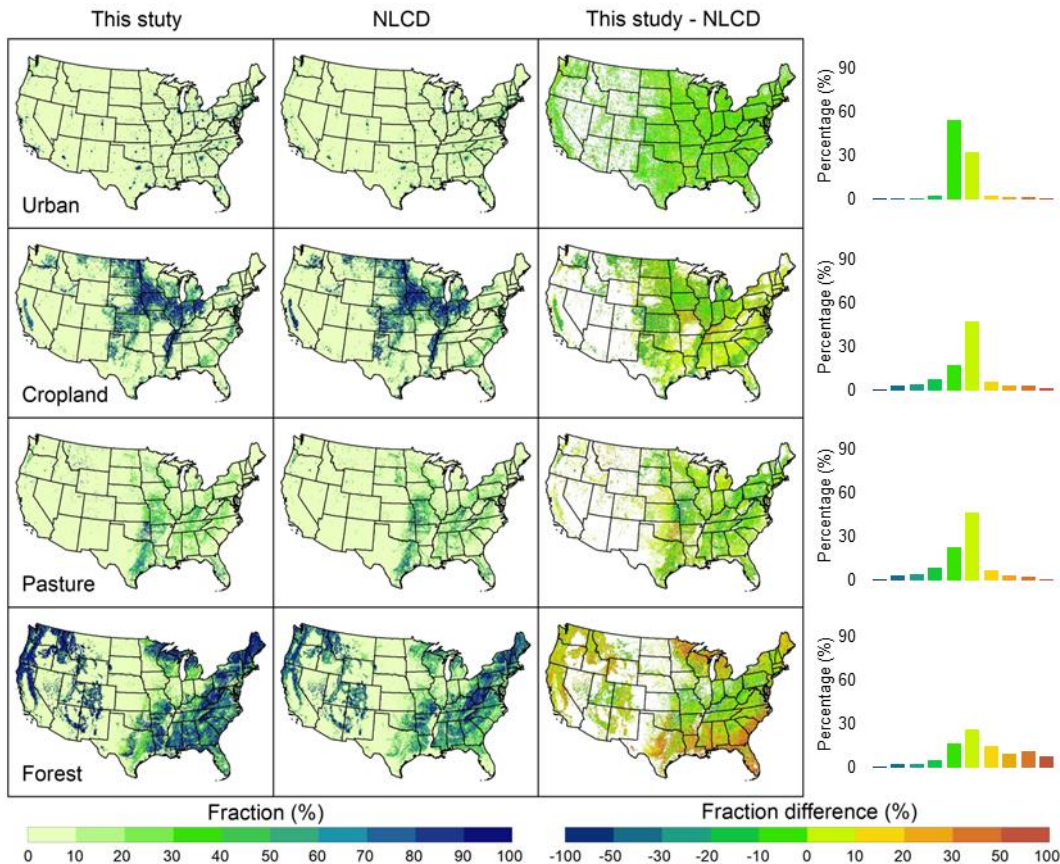 This stuty NLCD This study - NLCD
Urban
Percentage (%)
90
60
30
0
Cropland
Percentage (%)
90
60
30
0
Pasture
Percentage (%)
90
60
30
0
Forest
Percentage (%)
90
60
30
0
Fraction (%) Fraction difference (%)
0 10 20 30 40 50 60 70 80 90 100 -100 -50 -30 -20 -10 0 10 20 30 50 100